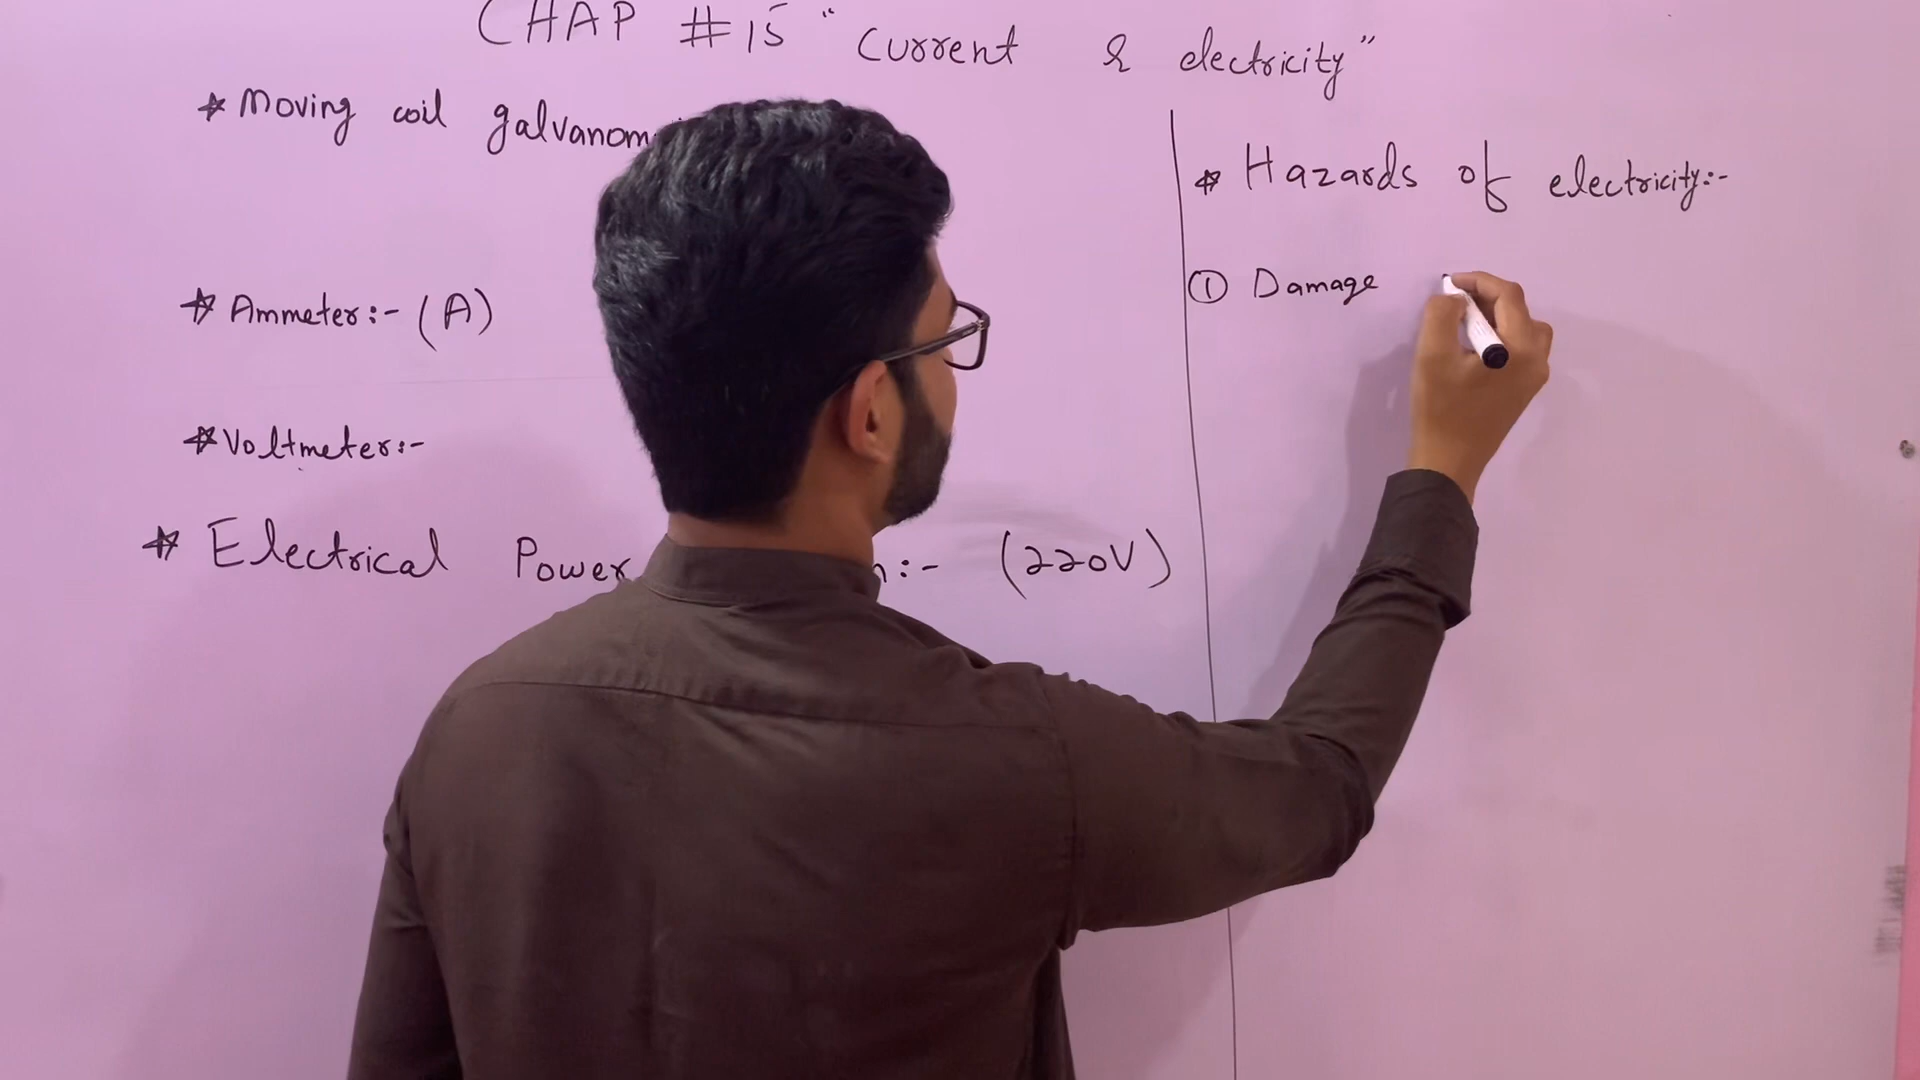 CHAP #15 "Current & electricity"
* Moving coil galvanom
* Ammeter:- (A)
* Voltmeter:-
* Electrical Power :- (220V)
* Hazards of electricity:-
① Damage